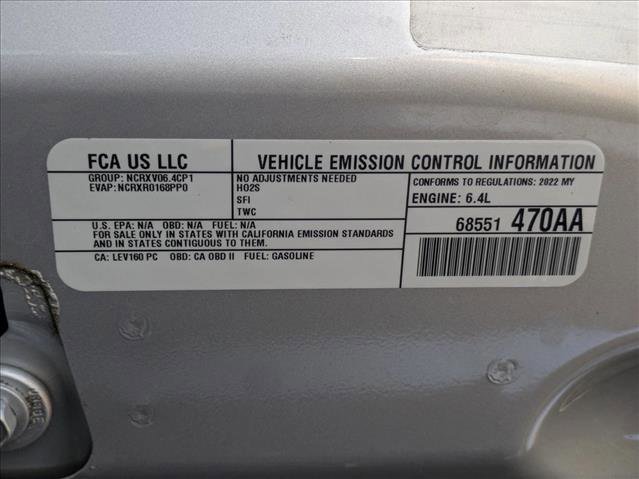 FCA US LLC
VEHICLE EMISSION CONTROL INFORMATION
GROUP: NCRXV06.4CP1
EVAP: NCRXR0168PP0
NO ADJUSTMENTS NEEDED
HO2S
SFI
TWC
CONFORMS TO REGULATIONS: 2022 MY
ENGINE: 6.4L
U.S. EPA: N/A OBD: N/A FUEL: N/A
FOR SALE ONLY IN STATES WITH CALIFORNIA EMISSION STANDARDS
AND IN STATES CONTIGUOUS TO THEM.
68551 470AA
CA: LEV160 PC OBD: CA OBD II FUEL: GASOLINE